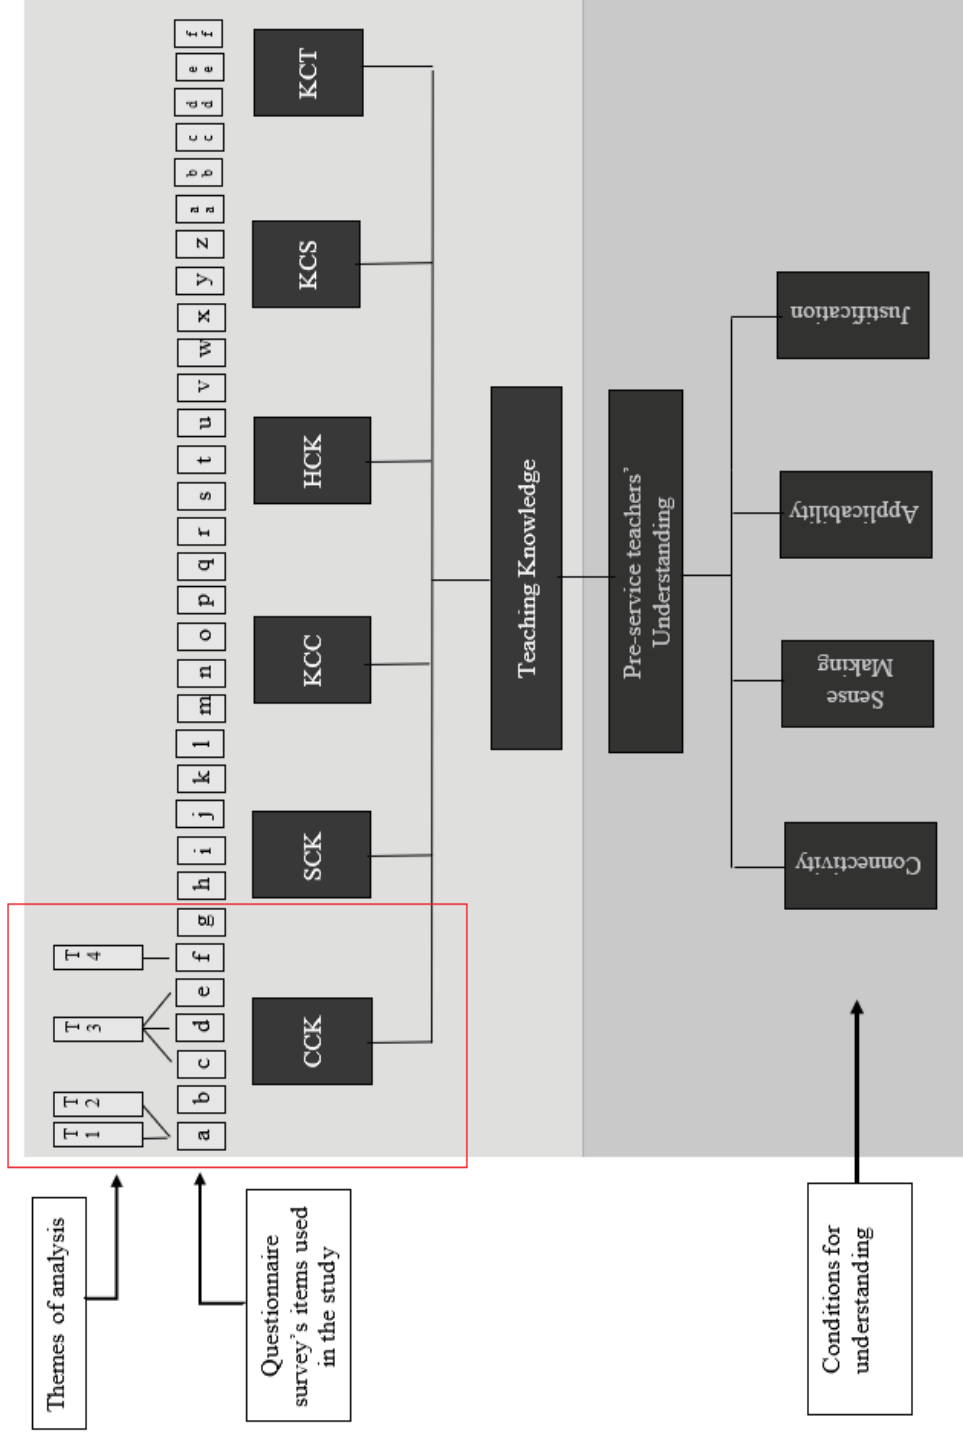 Themes of analysis
T
1
T
2
T
3
T
4
Questionnaire
survey's items used
in the study
a
b
c
d
e
f
g
h
i
j
k
l
m
n
o
p
q
r
s
t
u
v
w
x
y
z
a
a
b
b
c
c
d
d
e
e
f
f
CCK
SCK
KCC
HCK
KCS
KCT
Teaching Knowledge
Pre-service teachers'
Understanding
Conditions for
understanding
Connectivity
Sense
Making
Applicability
Justification